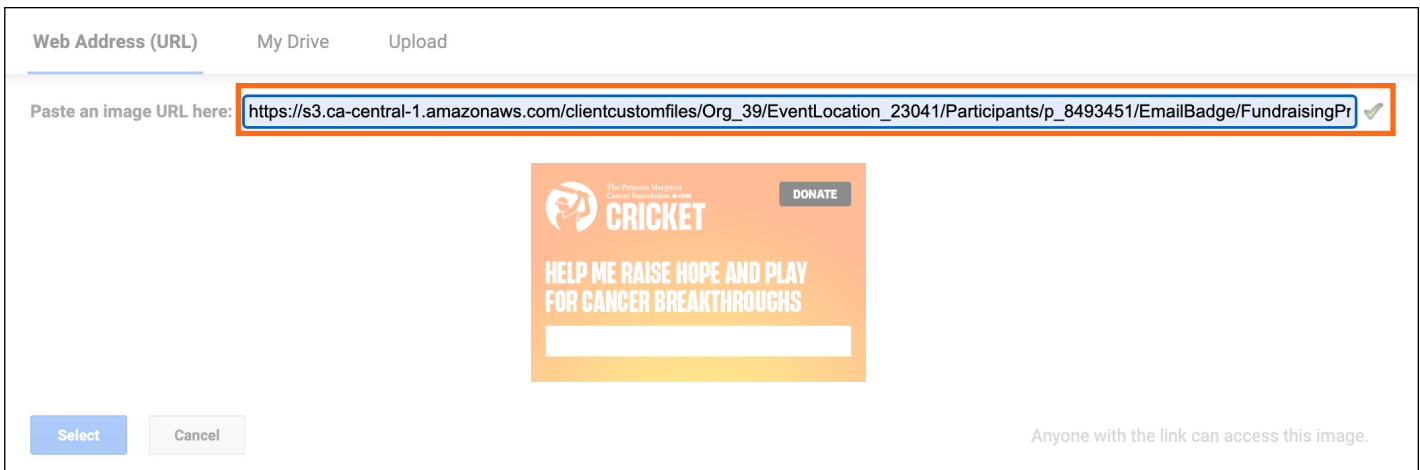 Web Address (URL) My Drive Upload
Paste an image URL here: https://s3.ca-central-1.amazonaws.com/clientcustomfiles/Org_39/EventLocation_23041/Participants/p_8493451/EmailBadge/FundraisingPr
The Princess Margaret
Cancer Foundation UHN
CRICKET
DONATE
HELP ME RAISE HOPE AND PLAY
FOR CANCER BREAKTHROUGHS
Select Cancel Anyone with the link can access this image.